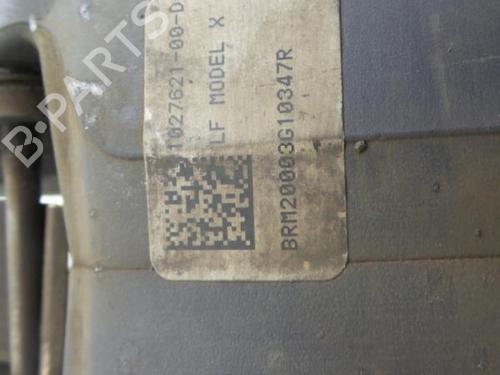 1027621-00-D
LF MODEL X
BRM20003G10347R
B-PARTS